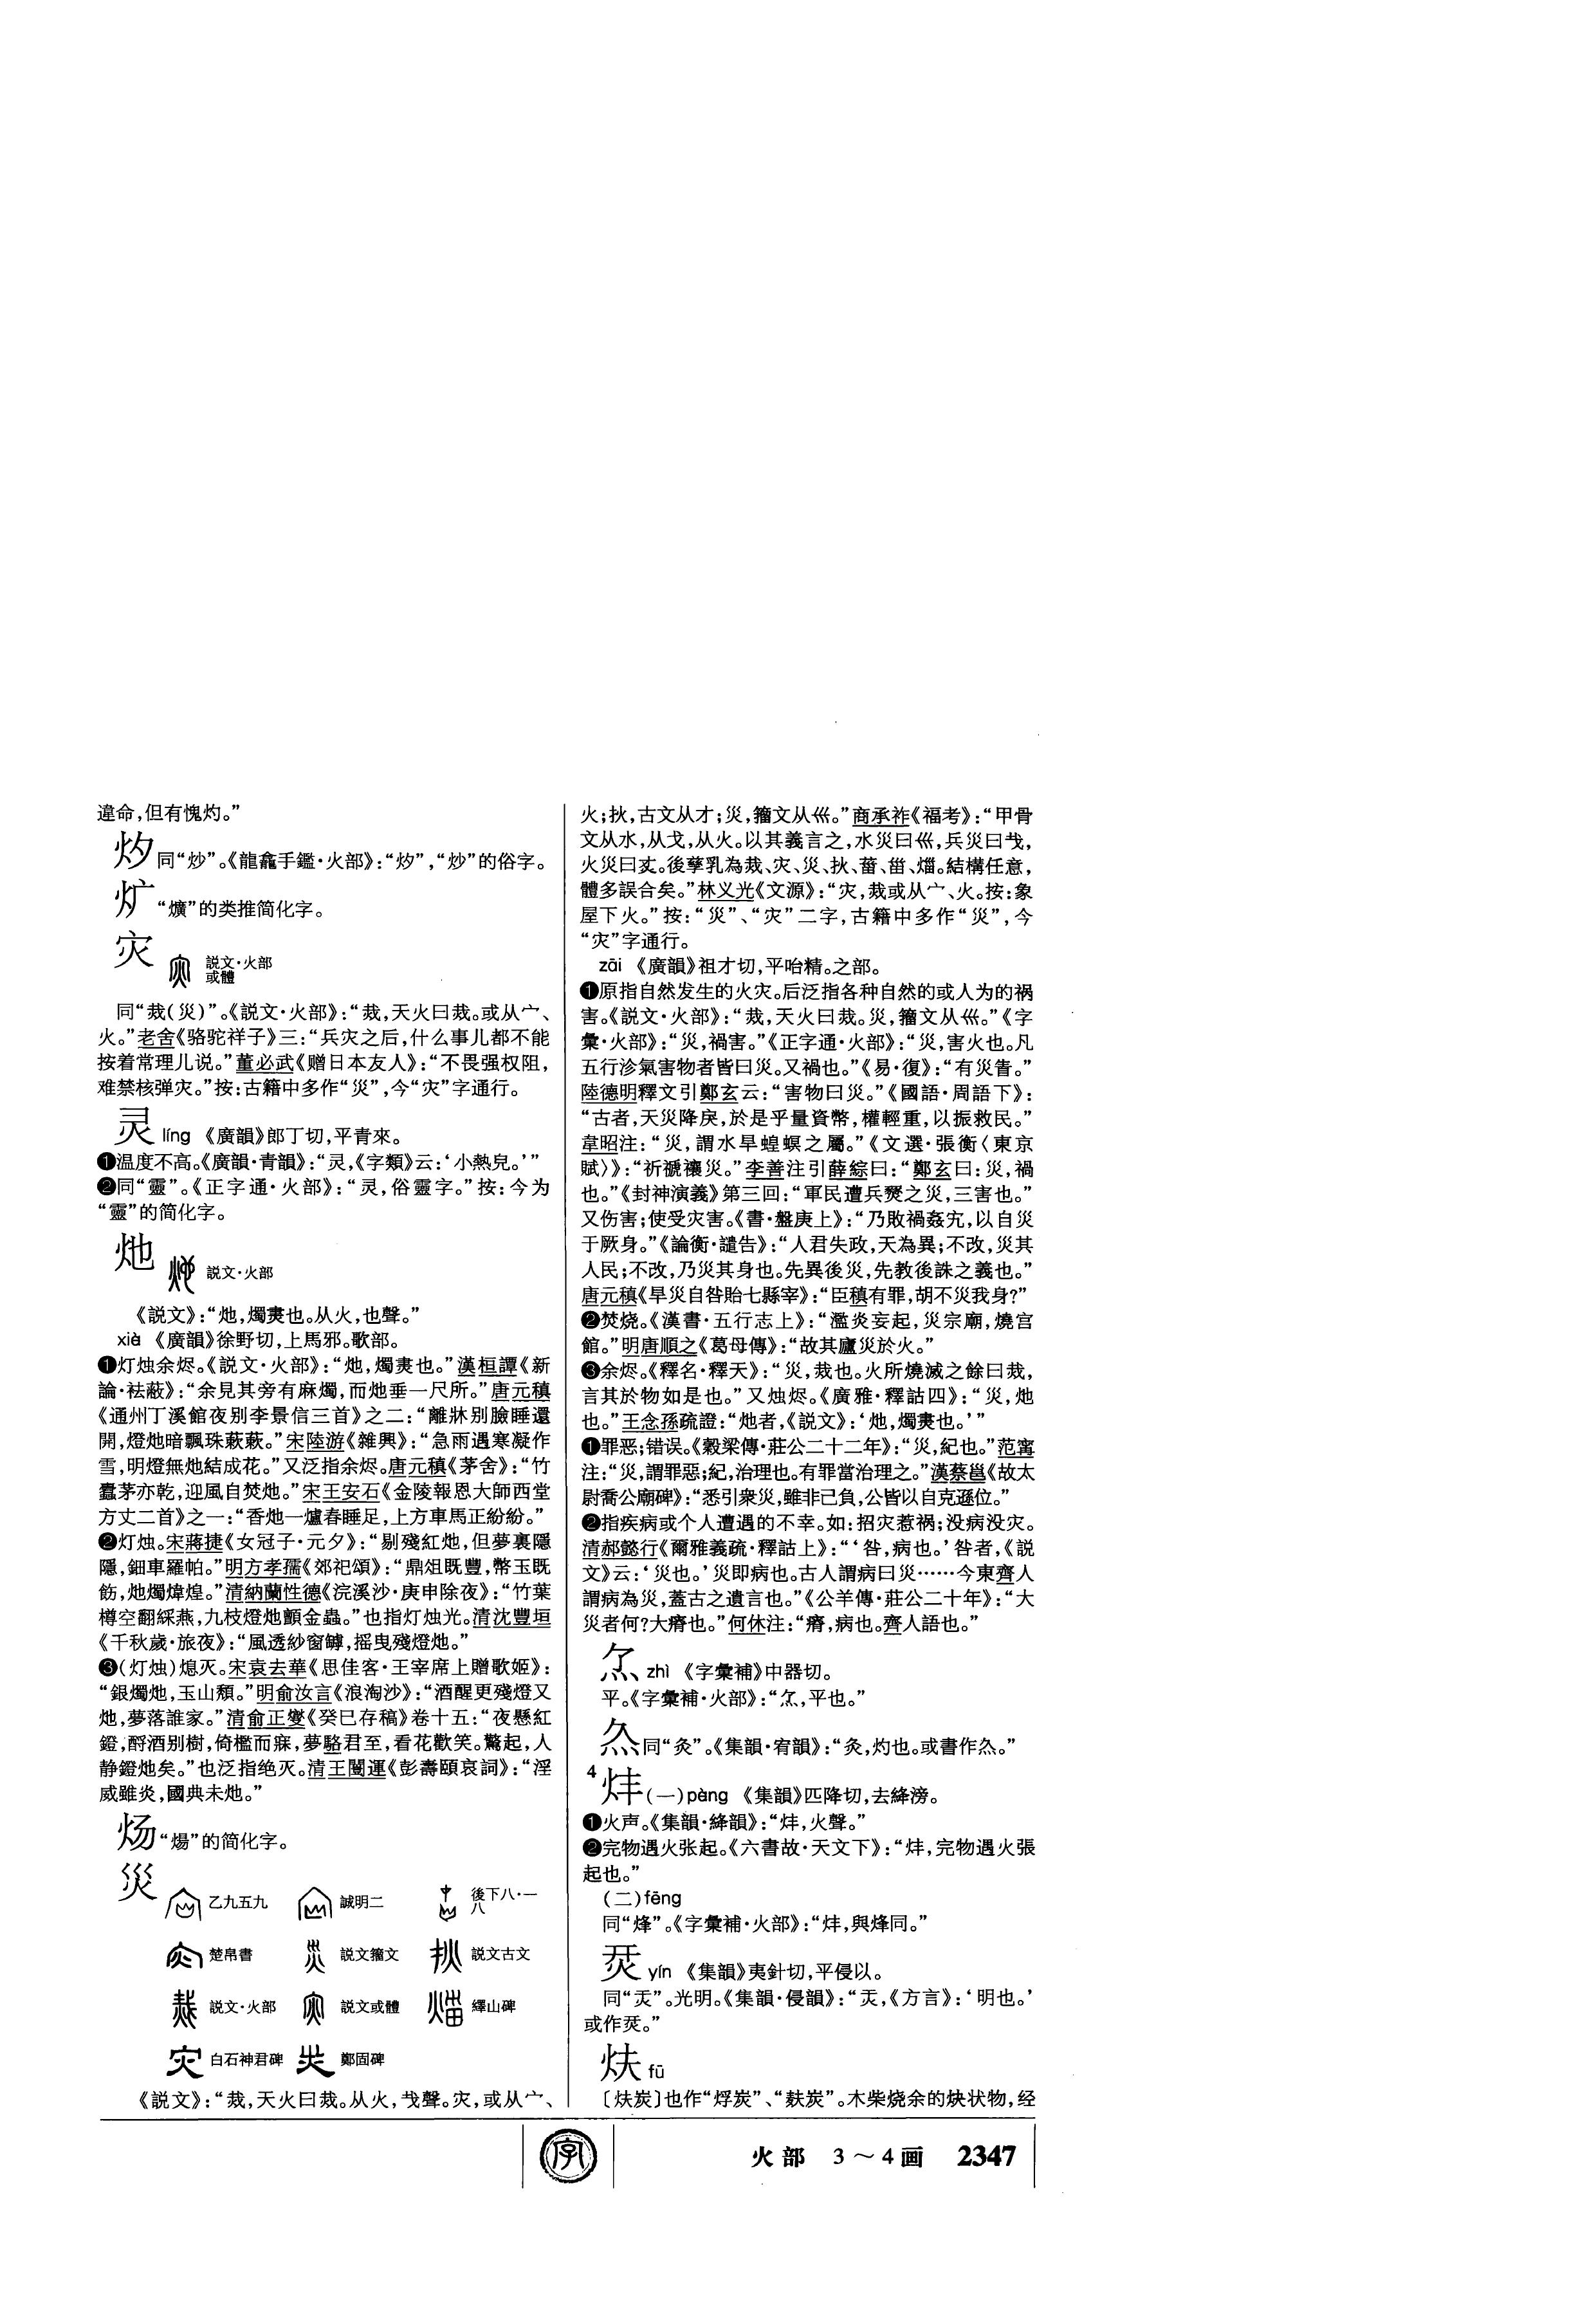 違命，但有愧灼。”
炒同“炒”。《龍龕手鑑·火部》：“”，“炒”的俗字。
“爌”的类推简化字。
灾
説文·火部
或體
同“烖（災）”。《説文·火部》：“烖，天火曰烖。或从宀、
火。”老舍《骆驼祥子》三：“兵灾之后，什么事儿都不能
按着常理儿说。”董必武《赠日本友人》：“不畏强权阻，
难禁核弹灾。”按：古籍中多作“災”，今“灾”字通行。
灵 líng 《廣韻》郎丁切，平青來。
❶温度不高。《廣韻·青韻》：“灵，《字類》云：‘小熱皃。’”
❷同“靈”。《正字通·火部》：“灵，俗靈字。”按：今为
“靈”的简化字。
灺
説文·火部
《説文》：“灺，燭㶳也。从火，也聲。”
xiè 《廣韻》徐野切，上馬邪。歌部。
❶灯烛余烬。《説文·火部》：“灺，燭㶳也。”漢桓譚《新
論·袪蔽》：“余見其旁有麻燭，而灺垂一尺所。”唐元稹
《通州丁溪館夜别李景信三首》之二：“離牀别臉睡還
開，燈灺暗飄珠蔌蔌。”宋陸游《雜興》：“急雨遇寒凝作
雪，明燈無灺結成花。”又泛指余烬。唐元稹《茅舍》：“竹
蠹茅亦乾，迎風自焚灺。”宋王安石《金陵報恩大師西堂
方丈二首》之一：“香灺一爐春睡足，上方車馬正紛紛。”
❷灯烛。宋蔣捷《女冠子·元夕》：“剔殘紅灺，但夢裏隱
隱，鈿車羅帕。”明方孝孺《郊祀頌》：“鼎俎既豐，幣玉既
飭，灺燭煒煌。”清納蘭性德《浣溪沙·庚申除夜》：“竹葉
樽空翻綵燕，九枝燈灺顫金蟲。”也指灯烛光。清沈豐垣
《千秋歲·旅夜》：“風透紗窗罅，摇曳殘燈灺。”
❸（灯烛）熄灭。宋袁去華《思佳客·王宰席上贈歌姬》：
“銀燭灺，玉山頹。”明俞汝言《浪淘沙》：“酒醒更殘燈又
灺，夢落誰家。”清俞正燮《癸巳存稿》卷十五：“夜懸紅
鐙，酹酒别樹，倚檻而寐，夢駱君至，看花歡笑。驚起，人
静鐙灺矣。”也泛指绝灭。清王闓運《彭壽頤哀詞》：“淫
威雖炎，國典未灺。”
炀“煬”的简化字。
災
乙九五九 誠明二 後下八·一八
楚帛書 説文籀文 説文古文
説文·火部 説文或體 繹山碑
白石神君碑 鄭固碑
《説文》：“烖，天火曰烖。从火，𢦏聲。灾，或从宀、
火；𤆎，古文从才；災，籀文从巛。”商承祚《福考》：“甲骨
文从水，从戈，从火。以其義言之，水災曰巛，兵災曰𢦏，
火災曰𤆄。後孳乳為烖、灾、災、𤆎、葘、甾、㷅。結構任意，
體多誤合矣。”林义光《文源》：“灾，烖或从宀、火。按：象
屋下火。”按：“災”、“灾”二字，古籍中多作“災”，今
“灾”字通行。
zāi 《廣韻》祖才切，平咍精。之部。
❶原指自然发生的火灾。后泛指各种自然的或人为的祸
害。《説文·火部》：“烖，天火曰烖。災，籀文从巛。”《字
彙·火部》：“災，禍害。”《正字通·火部》：“災，害火也。凡
五行沴氣害物者皆曰災。又禍也。”《易·復》：“有災眚。”
陸德明釋文引鄭玄云：“害物曰災。”《國語·周語下》：
“古者，天災降戾，於是乎量資幣，權輕重，以振救民。”
韋昭注：“災，謂水旱蝗螟之屬。”《文選·張衡〈東京
賦〉》：“祈禠禳災。”李善注引薛綜曰：“鄭玄曰：災，禍
也。”《封神演義》第三回：“軍民遭兵燹之災，三害也。”
又伤害；使受灾害。《書·盤庚上》：“乃敗禍姦宄，以自災
于厥身。”《論衡·譴告》：“人君失政，天為異；不改，災其
人民；不改，乃災其身也。先異後災，先教後誅之義也。”
唐元稹《旱災自咎貽七縣宰》：“臣稹有罪，胡不災我身？”
❷焚烧。《漢書·五行志上》：“濫炎妄起，災宗廟，燒宫
館。”明唐順之《葛母傳》：“故其廬災於火。”
❸余烬。《釋名·釋天》：“災，烖也。火所燒滅之餘曰烖，
言其於物如是也。”又烛烬。《廣雅·釋詁四》：“災，灺
也。”王念孫疏證：“灺者，《説文》：‘灺，燭㶳也。’”
❶罪恶；错误。《穀梁傳·莊公二十二年》：“災，紀也。”范甯
注：“災，謂罪惡；紀，治理也。有罪當治理之。”漢蔡邕《故太
尉喬公廟碑》：“悉引衆災，雖非己負，公皆以自克遜位。”
❷指疾病或个人遭遇的不幸。如：招灾惹祸；没病没灾。
清郝懿行《爾雅義疏·釋詁上》：“‘咎，病也。’咎者，《説
文》云：‘災也。’災即病也。古人謂病曰災……今東齊人
謂病為災，蓋古之遺言也。”《公羊傳·莊公二十年》：“大
災者何？大瘠也。”何休注：“瘠，病也。齊人語也。”
zhì 《字彙補》中器切。
平。《字彙補·火部》：“，平也。”
同“灸”。《集韻·宥韻》：“灸，灼也。或書作。”
4
炐（一）pàng 《集韻》匹降切，去絳滂。
❶火声。《集韻·絳韻》：“炐，火聲。”
❷完物遇火张起。《六書故·天文下》：“炐，完物遇火張
起也。”
（二）fēng
同“烽”。《字彙補·火部》：“炐，與烽同。”
yín 《集韻》夷針切，平侵以。
同“”。光明。《集韻·侵韻》：“，《方言》：‘明也。’
或作。”
炗 fū
〔炗炭〕也作“烰炭”、“麩炭”。木柴烧余的炔状物，经
火部 3～4画 2347
字